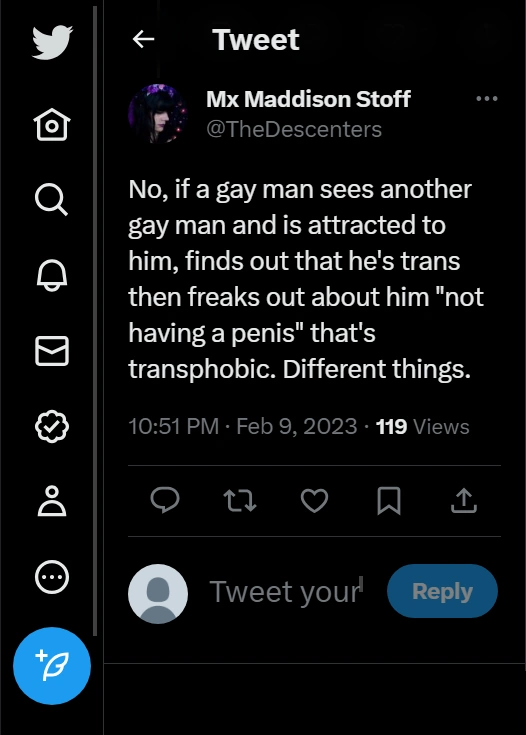 Tweet
Mx Maddison Stoff
@TheDescenters
No, if a gay man sees another
gay man and is attracted to
him, finds out that he's trans
then freaks out about him "not
having a penis" that's
transphobic. Different things.
10:51 PM · Feb 9, 2023 · 119 Views
Tweet your
Reply